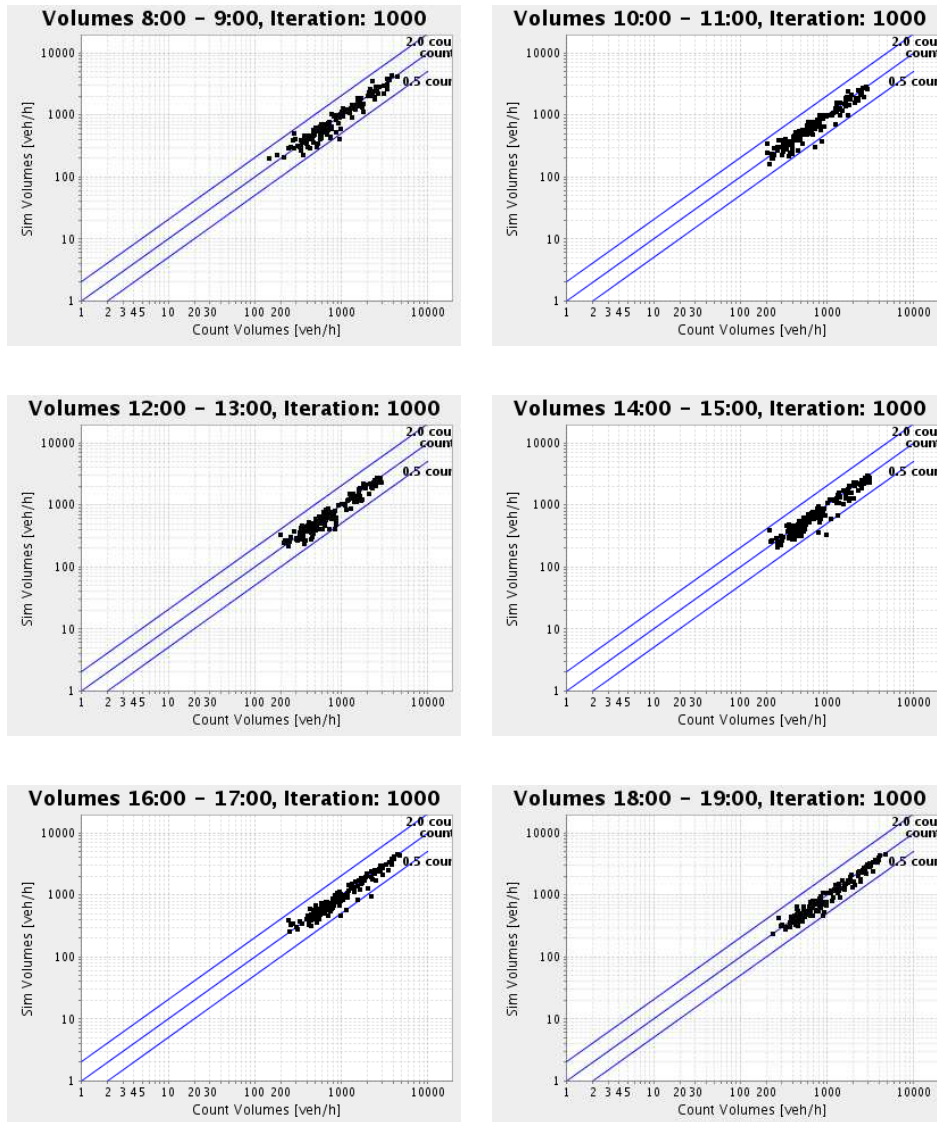 Volumes 8:00 - 9:00, Iteration: 1000
2.0 cou
count
0.5 coun
10000
1000
100
10
1
Sim Volumes [veh/h]
1 2 3 4 5 10 20 30 100 200 1000 10000
Count Volumes [veh/h]
Volumes 10:00 - 11:00, Iteration: 1000
2.0 cou
count
0.5 coun
10000
1000
100
10
1
Sim Volumes [veh/h]
1 2 3 4 5 10 20 30 100 200 1000 10000
Count Volumes [veh/h]
Volumes 12:00 - 13:00, Iteration: 1000
2.0 cou
count
0.5 coun
10000
1000
100
10
1
Sim Volumes [veh/h]
1 2 3 4 5 10 20 30 100 200 1000 10000
Count Volumes [veh/h]
Volumes 14:00 - 15:00, Iteration: 1000
2.0 cou
count
0.5 coun
10000
1000
100
10
1
Sim Volumes [veh/h]
1 2 3 4 5 10 20 30 100 200 1000 10000
Count Volumes [veh/h]
Volumes 16:00 - 17:00, Iteration: 1000
2.0 cou
count
0.5 coun
10000
1000
100
10
1
Sim Volumes [veh/h]
1 2 3 4 5 10 20 30 100 200 1000 10000
Count Volumes [veh/h]
Volumes 18:00 - 19:00, Iteration: 1000
2.0 cou
count
0.5 coun
10000
1000
100
10
1
Sim Volumes [veh/h]
1 2 3 4 5 10 20 30 100 200 1000 10000
Count Volumes [veh/h]